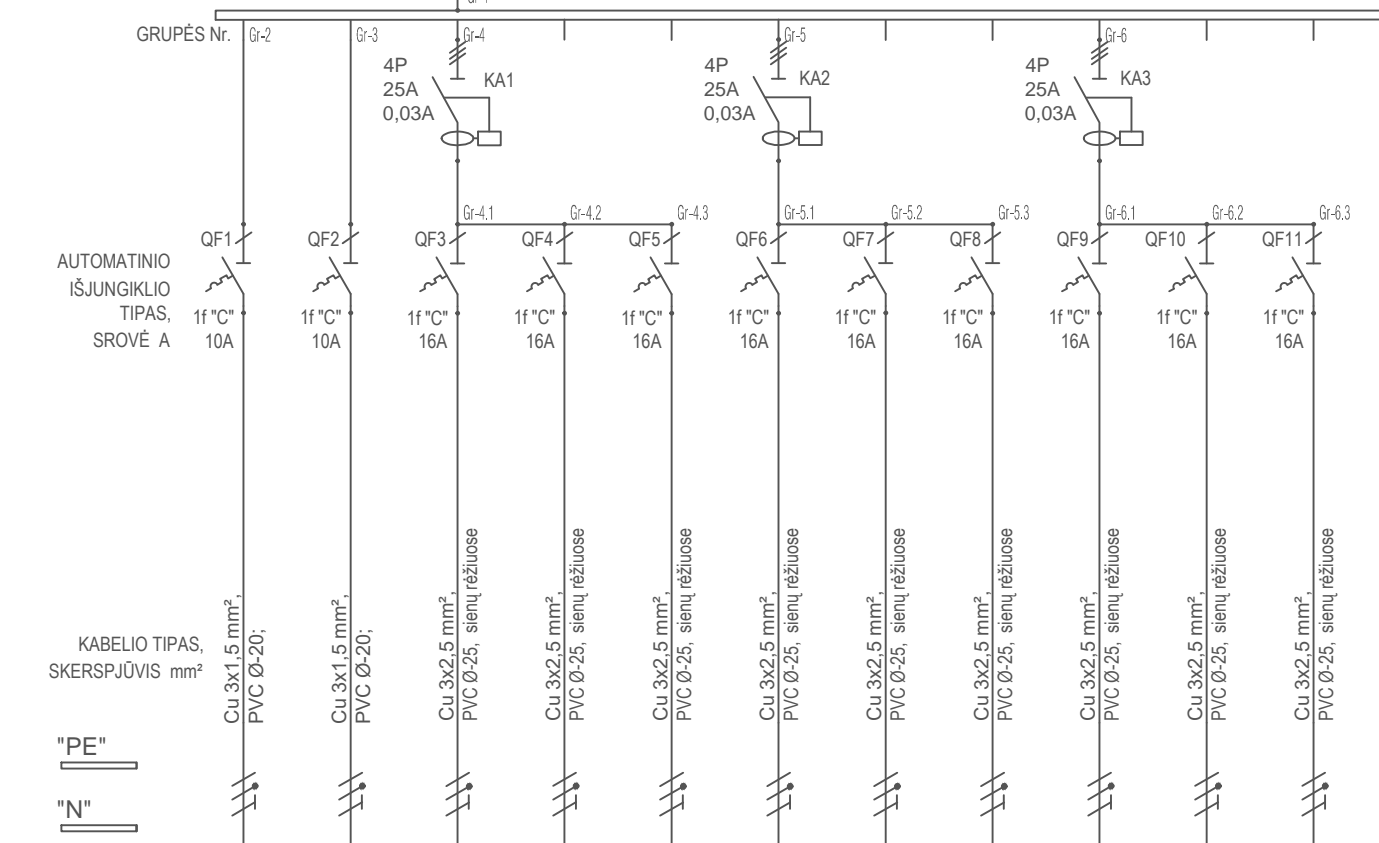 GRUPĖS Nr.
Gr-2
Gr-3
Gr-4
Gr-5
Gr-6
4P
25A
0,03A
KA1
4P
25A
0,03A
KA2
4P
25A
0,03A
KA3
Gr-4.1
Gr-4.2
Gr-4.3
Gr-5.1
Gr-5.2
Gr-5.3
Gr-6.1
Gr-6.2
Gr-6.3
QF1
QF2
QF3
QF4
QF5
QF6
QF7
QF8
QF9
QF10
QF11
AUTOMATINIO
IŠJUNGIKLIO
TIPAS,
SROVĖ A
1f "C"
10A
1f "C"
10A
1f "C"
16A
1f "C"
16A
1f "C"
16A
1f "C"
16A
1f "C"
16A
1f "C"
16A
1f "C"
16A
1f "C"
16A
1f "C"
16A
KABELIO TIPAS,
SKERSPJŪVIS mm²
Cu 3x1,5 mm²,
PVC Ø-20;
Cu 3x1,5 mm²,
PVC Ø-20;
Cu 3x2,5 mm²,
PVC Ø-25, sienų rėžiuose
Cu 3x2,5 mm²,
PVC Ø-25, sienų rėžiuose
Cu 3x2,5 mm²,
PVC Ø-25, sienų rėžiuose
Cu 3x2,5 mm²,
PVC Ø-25, sienų rėžiuose
Cu 3x2,5 mm²,
PVC Ø-25, sienų rėžiuose
Cu 3x2,5 mm²,
PVC Ø-25, sienų rėžiuose
Cu 3x2,5 mm²,
PVC Ø-25, sienų rėžiuose
Cu 3x2,5 mm²,
PVC Ø-25, sienų rėžiuose
Cu 3x2,5 mm²,
PVC Ø-25, sienų rėžiuose
"PE"
"N"